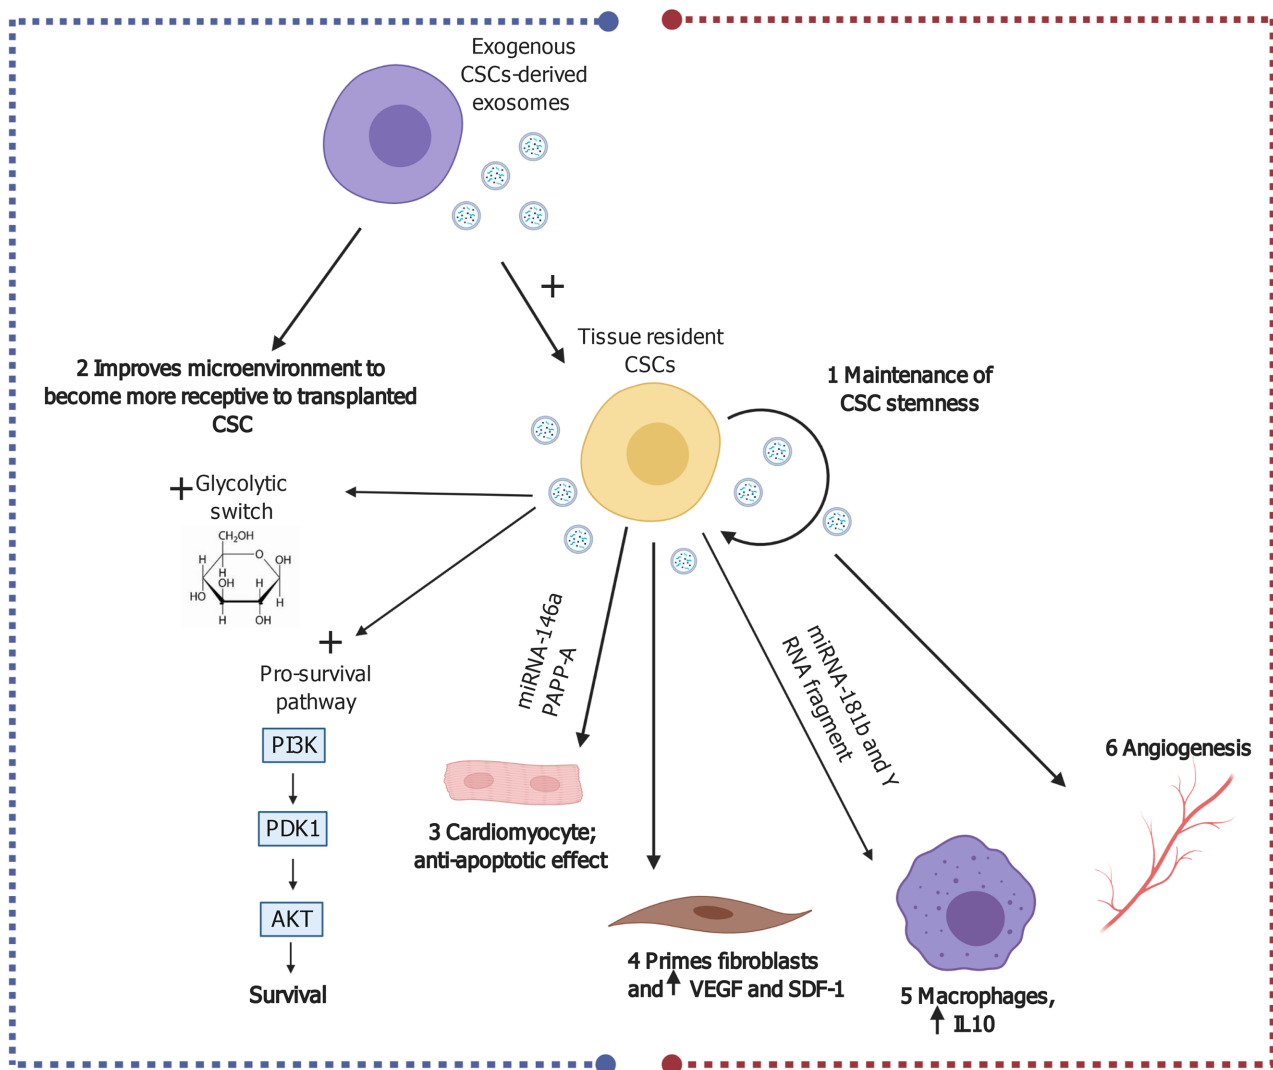 Exogenous
CSCs-derived
exosomes
+
Tissue resident
CSCs
1 Maintenance of
CSC stemness
2 Improves microenvironment to
become more receptive to transplanted
CSC
+ Glycolytic
switch
CH₂OH
H
O
OH
H
OH
H
HO
H
H
OH
+
Pro-survival
pathway
PI3K
PDK1
AKT
Survival
miRNA-146a
PAPP-A
miRNA-181b and Y
RNA fragment
3 Cardiomyocyte;
anti-apoptotic effect
4 Primes fibroblasts
and ↑ VEGF and SDF-1
5 Macrophages,
↑ IL10
6 Angiogenesis